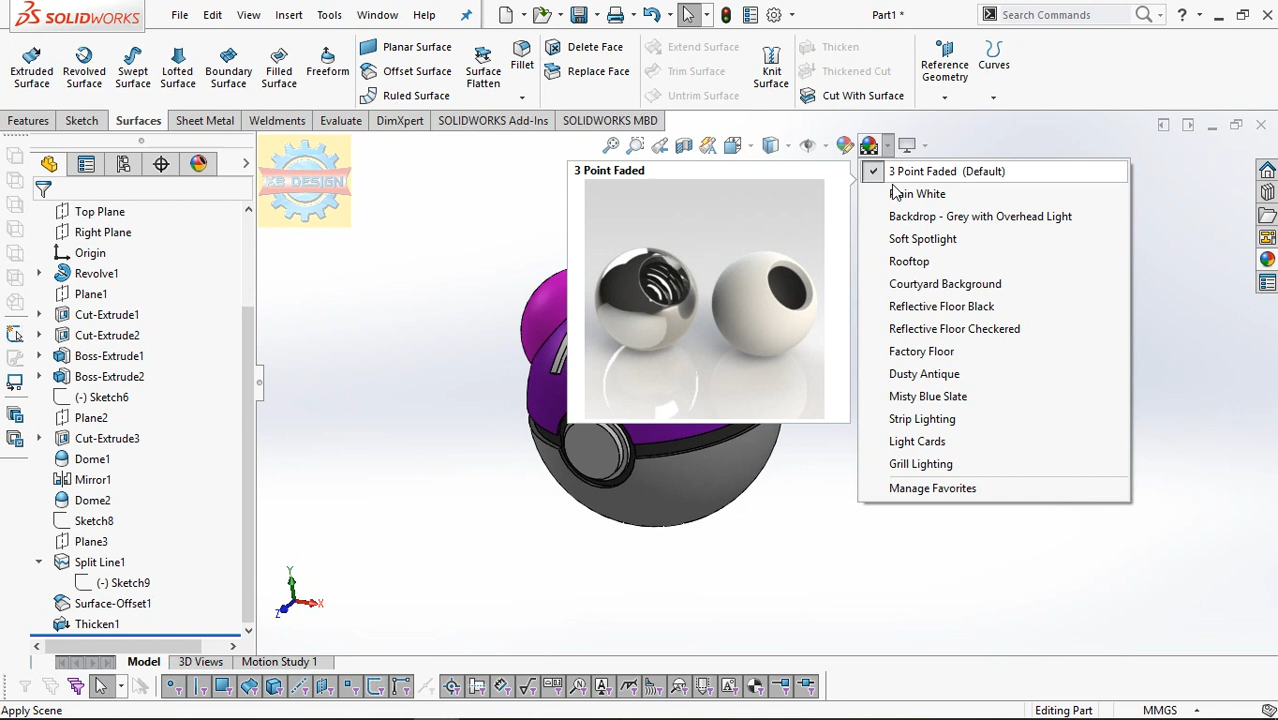 SOLIDWORKS File Edit View Insert Tools Window Help Part1 * Search Commands ?
Extruded Surface
Revolved Surface
Swept Surface
Lofted Surface
Boundary Surface
Filled Surface
Freeform
Planar Surface
Offset Surface
Ruled Surface
Surface Flatten
Fillet
Delete Face
Replace Face
Extend Surface
Trim Surface
Untrim Surface
Knit Surface
Thicken
Thickened Cut
Cut With Surface
Reference Geometry
Curves
Features Sketch Surfaces Sheet Metal Weldments Evaluate DimXpert SOLIDWORKS Add-Ins SOLIDWORKS MBD
Top Plane
Right Plane
Origin
Revolve1
Plane1
Cut-Extrude1
Cut-Extrude2
Boss-Extrude1
Boss-Extrude2
(-) Sketch6
Plane2
Cut-Extrude3
Dome1
Mirror1
Dome2
Sketch8
Plane3
Split Line1
(-) Sketch9
Surface-Offset1
Thicken1
3 Point Faded
3 Point Faded (Default)
Plain White
Backdrop - Grey with Overhead Light
Soft Spotlight
Rooftop
Courtyard Background
Reflective Floor Black
Reflective Floor Checkered
Factory Floor
Dusty Antique
Misty Blue Slate
Strip Lighting
Light Cards
Grill Lighting
Manage Favorites
Y
X
Z
Model 3D Views Motion Study 1
Apply Scene Editing Part MMGS